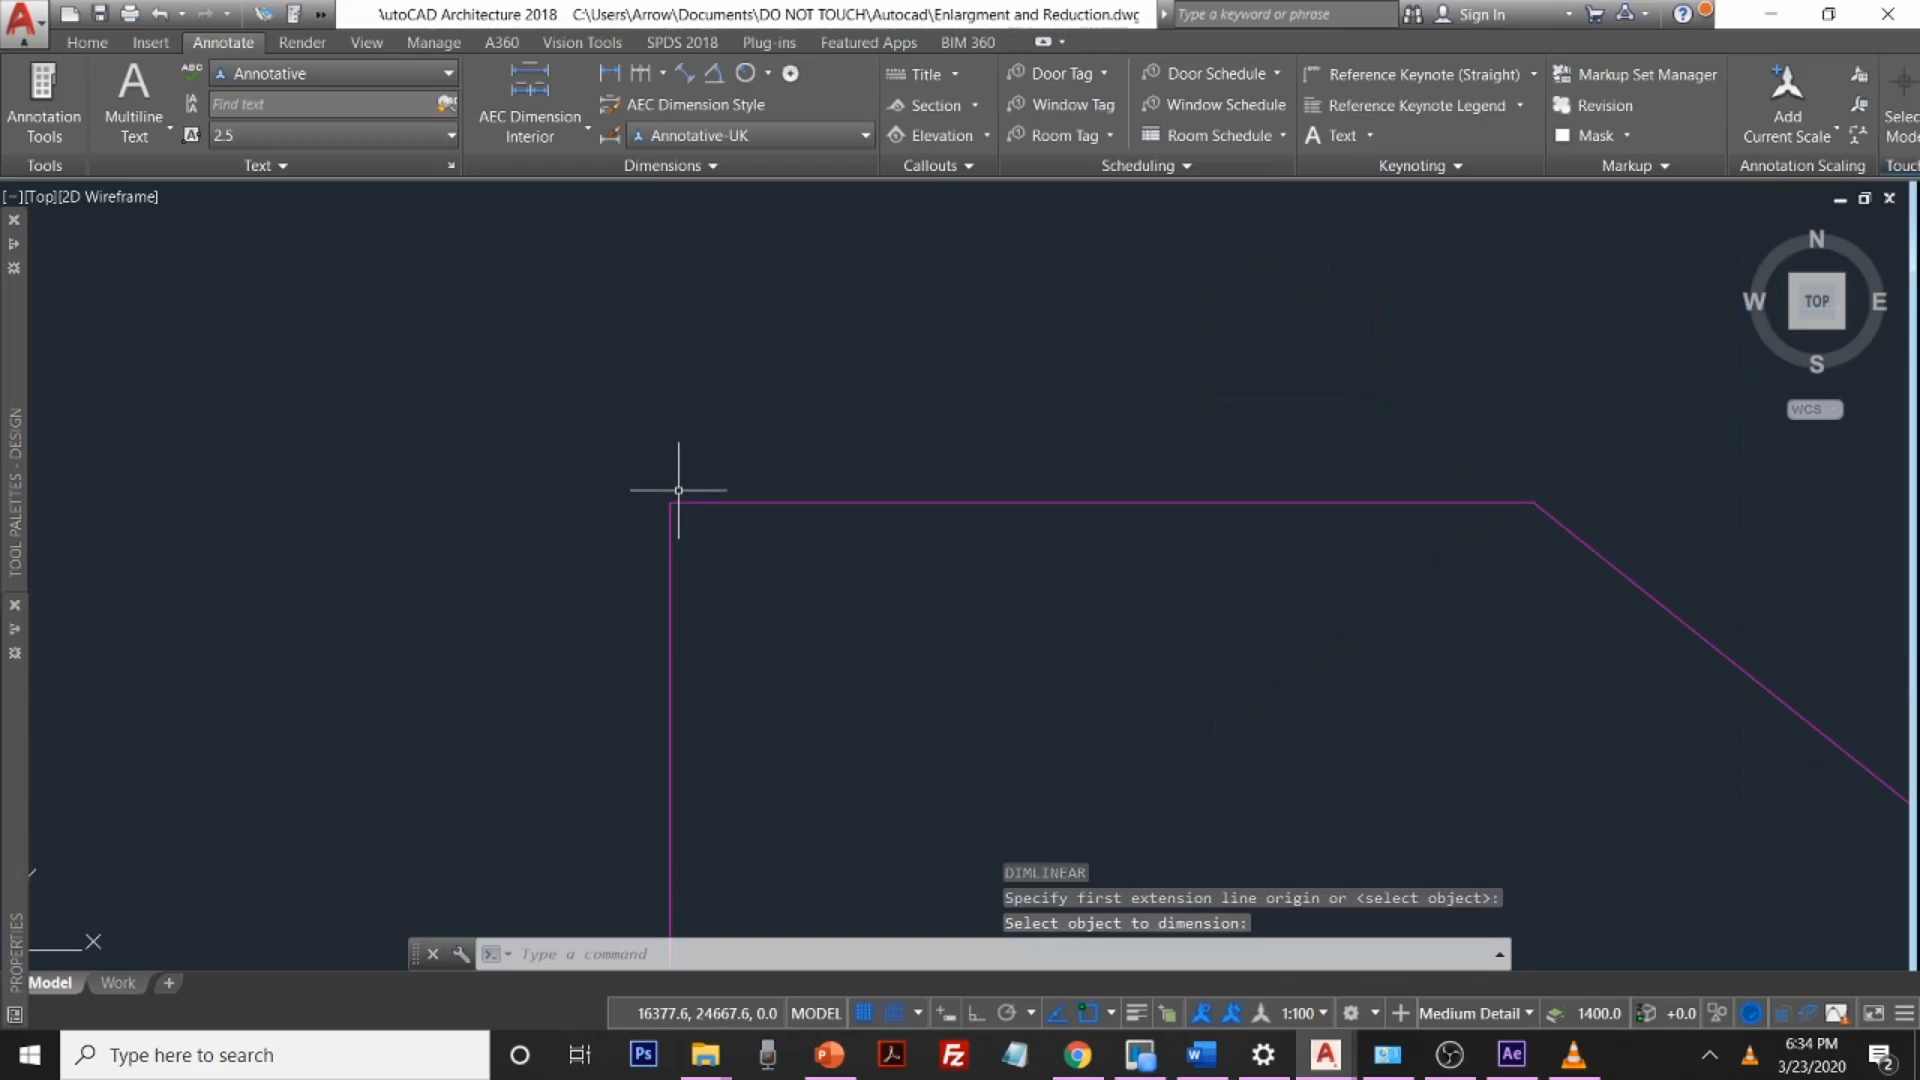 AutoCAD Architecture 2018 C:\Users\Arrow\Documents\DO NOT TOUCH\Autocad\Enlargment and Reduction.dwg
Type a keyword or phrase
Sign In
Home Insert Annotate Render View Manage A360 Vision Tools SPDS 2018 Plug-ins Featured Apps BIM 360
Annotation Tools
Multiline Text
Annotative
Find text
2.5
AEC Dimension Interior
AEC Dimension Style
Annotative-UK
Title
Section
Elevation
Door Tag
Window Tag
Room Tag
Door Schedule
Window Schedule
Room Schedule
Reference Keynote (Straight)
Reference Keynote Legend
Text
Markup Set Manager
Revision
Mask
Add Current Scale
Tools Text Dimensions Callouts Scheduling Keynoting Markup Annotation Scaling
[−][Top][2D Wireframe]
N
W TOP E
S
WCS
TOOL PALETTES - DESIGN
PROPERTIES
DIMLINEAR
Specify first extension line origin or <select object>:
Select object to dimension:
Type a command
Model Work +
16377.6, 24667.6, 0.0 MODEL 1:100 Medium Detail 1400.0 +0.0
Type here to search
6:34 PM
3/23/2020
2